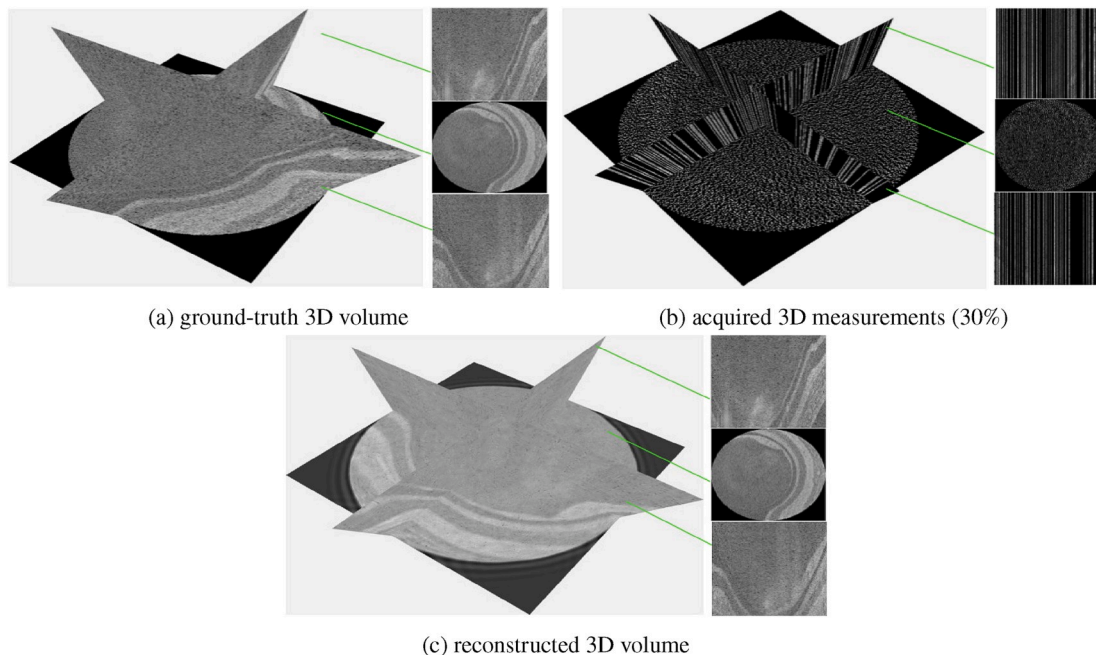 (a) ground-truth 3D volume
(b) acquired 3D measurements (30%)
(c) reconstructed 3D volume